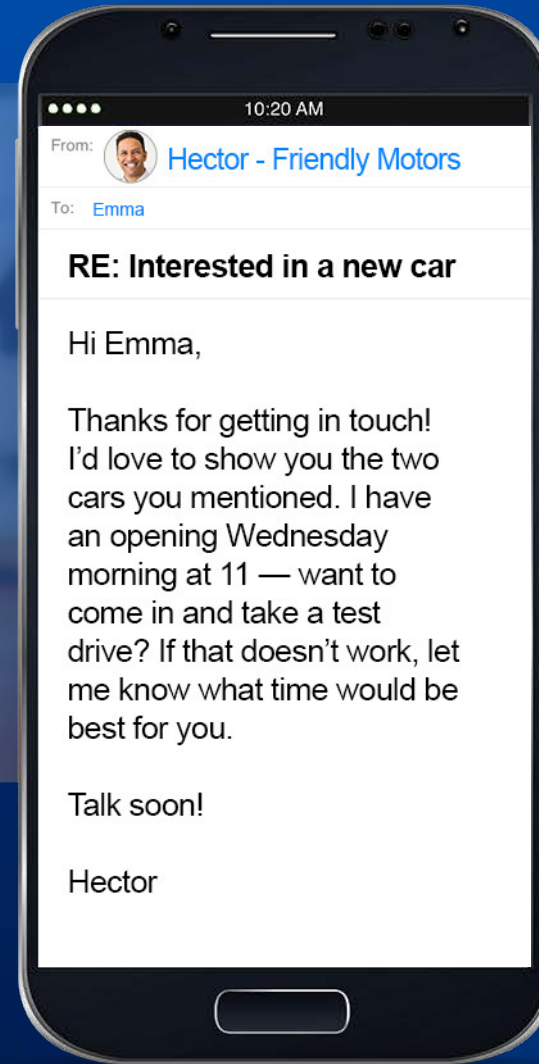 10:20 AM
From: Hector - Friendly Motors
To: Emma
RE: Interested in a new car
Hi Emma,
Thanks for getting in touch!
I’d love to show you the two
cars you mentioned. I have
an opening Wednesday
morning at 11 — want to
come in and take a test
drive? If that doesn’t work, let
me know what time would be
best for you.
Talk soon!
Hector